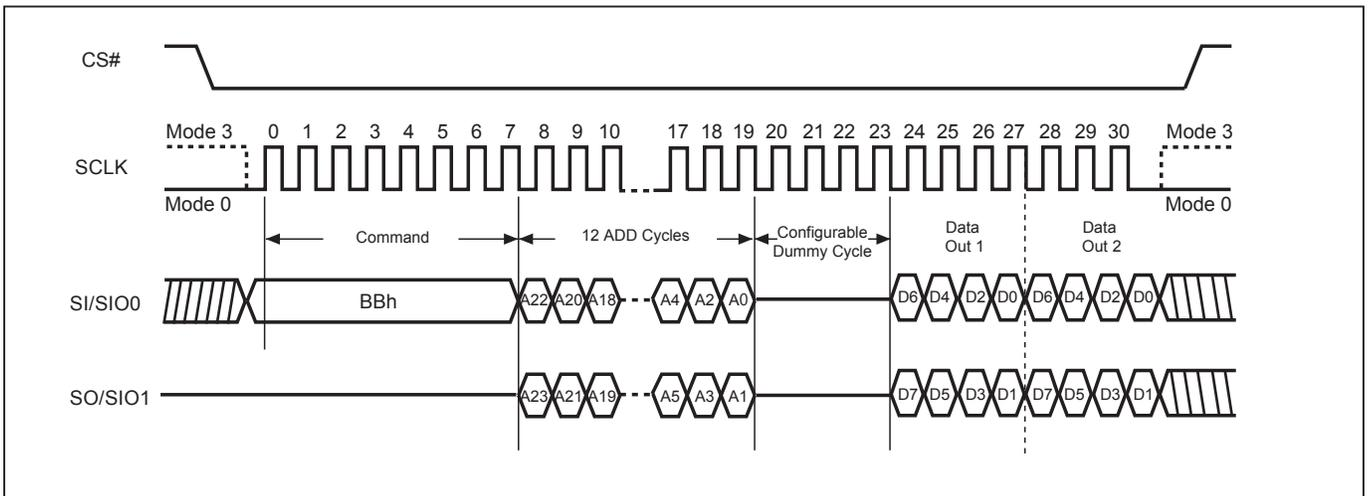 CS#
Mode 3 0 1 2 3 4 5 6 7 8 9 10 17 18 19 20 21 22 23 24 25 26 27 28 29 30 Mode 3
SCLK
Mode 0 Mode 0
Command 12 ADD Cycles Configurable Dummy Cycle Data Out 1 Data Out 2
SI/SIO0 BBh A22 A20 A18 A4 A2 A0 D6 D4 D2 D0 D6 D4 D2 D0
SO/SIO1 A23 A21 A19 A5 A3 A1 D7 D5 D3 D1 D7 D5 D3 D1